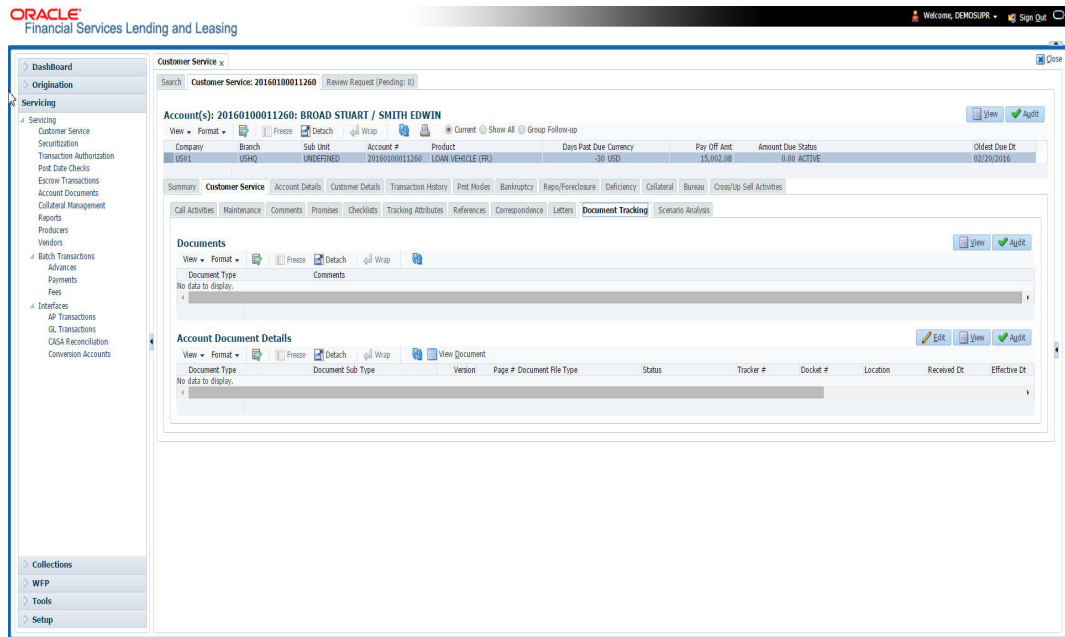 ORACLE
Financial Services Lending and Leasing
Welcome, DEMOSUPR
Sign Out
DashBoard
Origination
Servicing
Servicing
Customer Service
Securitization
Transaction Authorization
Post Date Checks
Escrow Transactions
Account Documents
Collateral Management
Reports
Producers
Vendors
Batch Transactions
Advances
Payments
Fees
Interfaces
AP Transactions
GL Transactions
CASA Reconciliation
Conversion Accounts
Collections
WFP
Tools
Setup
Customer Service x
Close
Search Customer Service: 20160100011260 Review Request (Pending: 0)
Account(s): 20160100011260: BROAD STUART / SMITH EDWIN
View Audit
View Format Freeze Detach Wrap Current Show All Group Follow-up
Company Branch Sub Unit Account # Product Days Past Due Currency Pay Off Amt Amount Due Status Oldest Due Dt
US01 USHQ UNDEFINED 20160100011260 LOAN VEHICLE (FR) -30 USD 15,002.08 0.00 ACTIVE 02/20/2016
Summary Customer Service Account Details Customer Details Transaction History Pmt Modes Bankruptcy Repo/Foreclosure Deficiency Collateral Bureau Cross/Up Sell Activities
Call Activities Maintenance Comments Promises Checklists Tracking Attributes References Correspondence Letters Document Tracking Scenario Analysis
Documents
View Audit
View Format Freeze Detach Wrap
Document Type Comments
No data to display.
Account Document Details
Edit View Audit
View Format Freeze Detach Wrap View Document
Document Type Document Sub Type Version Page # Document File Type Status Tracker # Docket # Location Received Dt Effective Dt
No data to display.